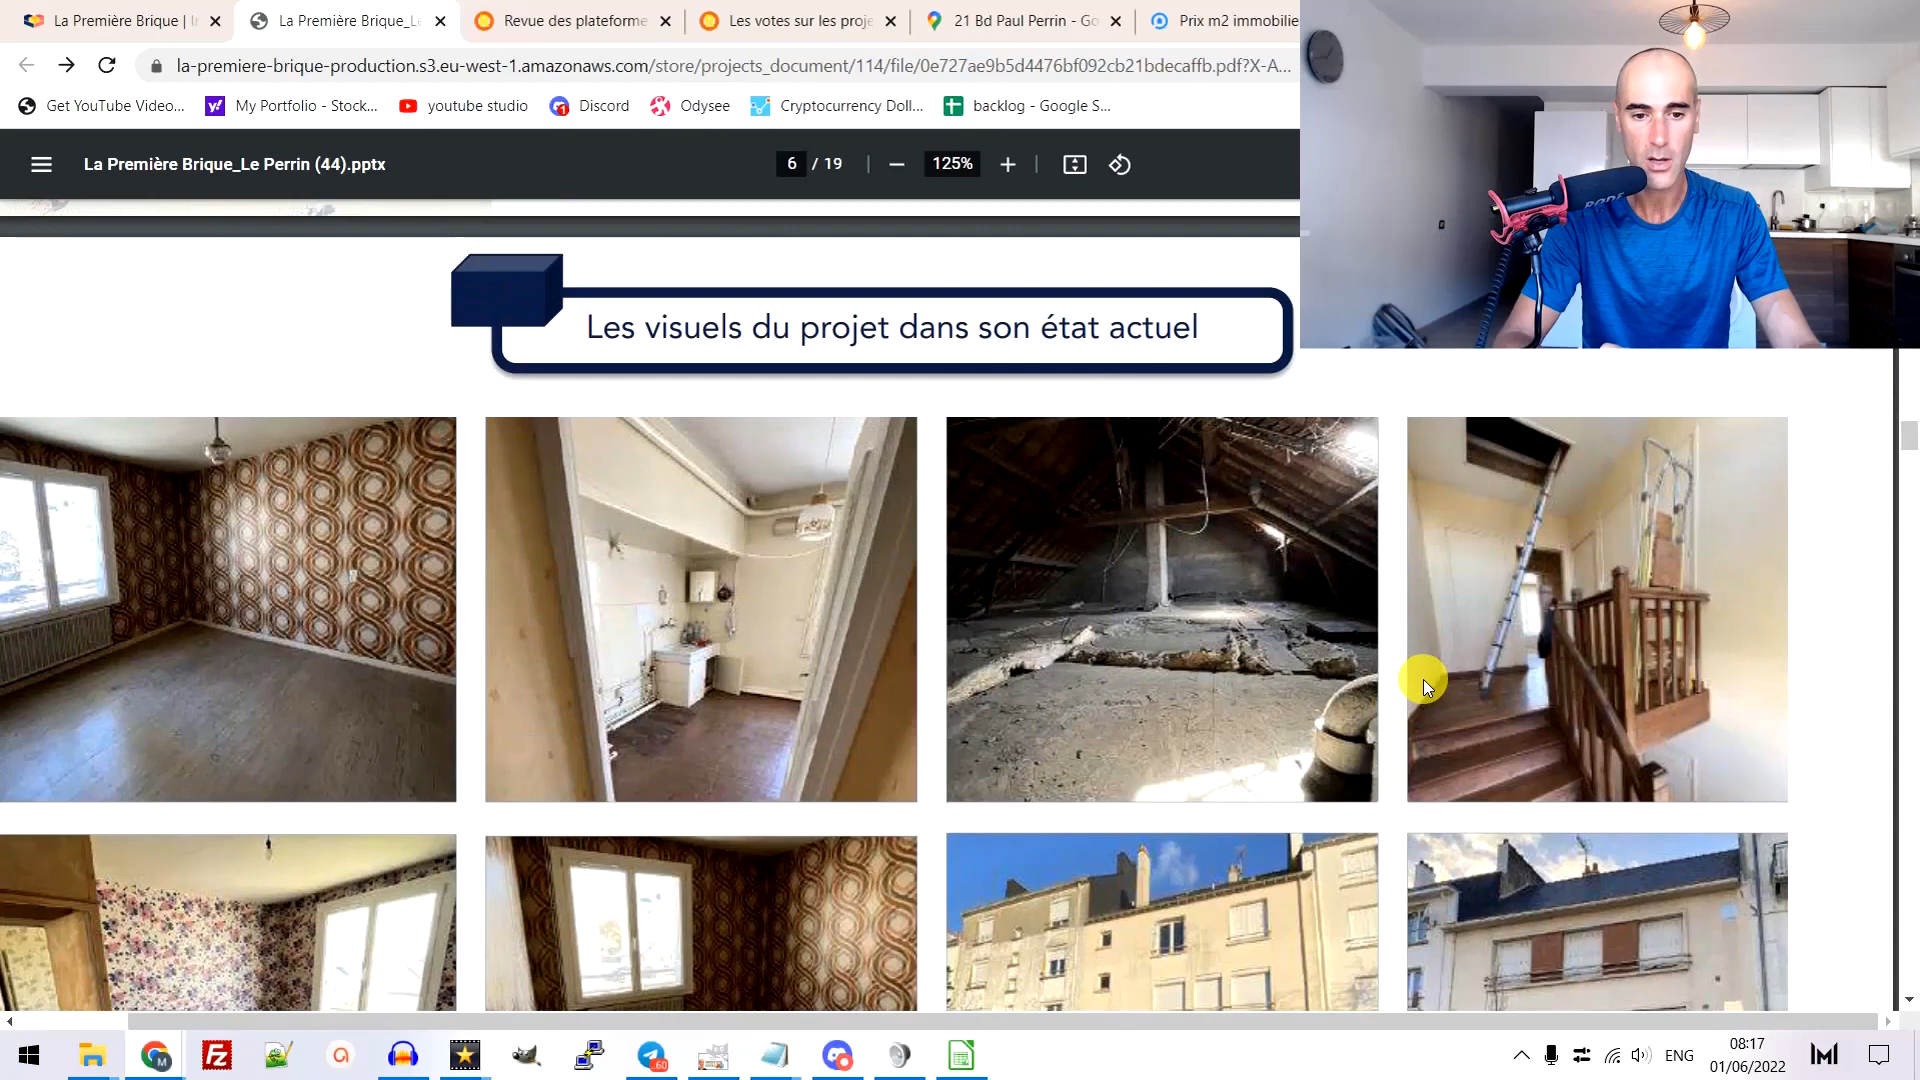 La Première Brique | I
La Première Brique_Le
Revue des plateforme
Les votes sur les proje
21 Bd Paul Perrin - Go
Prix m2 immobilie
la-premiere-brique-production.s3.eu-west-1.amazonaws.com/store/projects_document/114/file/0e727ae9b5d4476bf092cb21bdecaffb.pdf?X-A...
Get YouTube Video...
My Portfolio - Stock...
youtube studio
Discord
Odysee
Cryptocurrency Doll...
backlog - Google S...
La Première Brique_Le Perrin (44).pptx
6 / 19
125%
RODE
Les visuels du projet dans son état actuel
60
ENG
08:17
01/06/2022